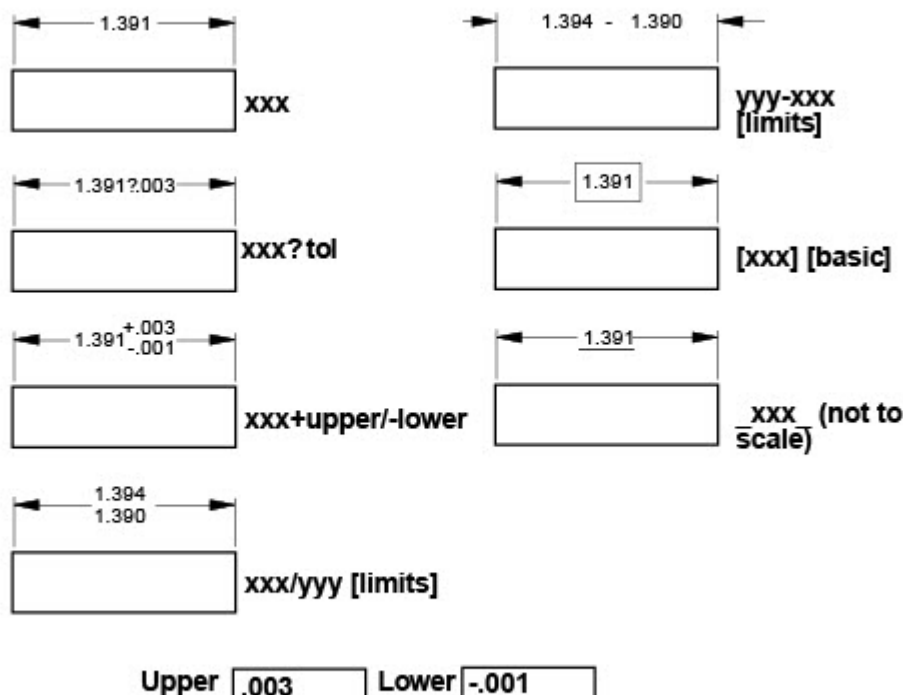 1.391
xxx
1.394 - 1.390
yyy-xxx
[limits]
1.391?.003
xxx?tol
1.391
[xxx] [basic]
1.391+.003
-.001
xxx+upper/-lower
1.391
_xxx_ (not to
scale)
1.394
1.390
xxx/yyy [limits]
Upper .003 Lower -.001